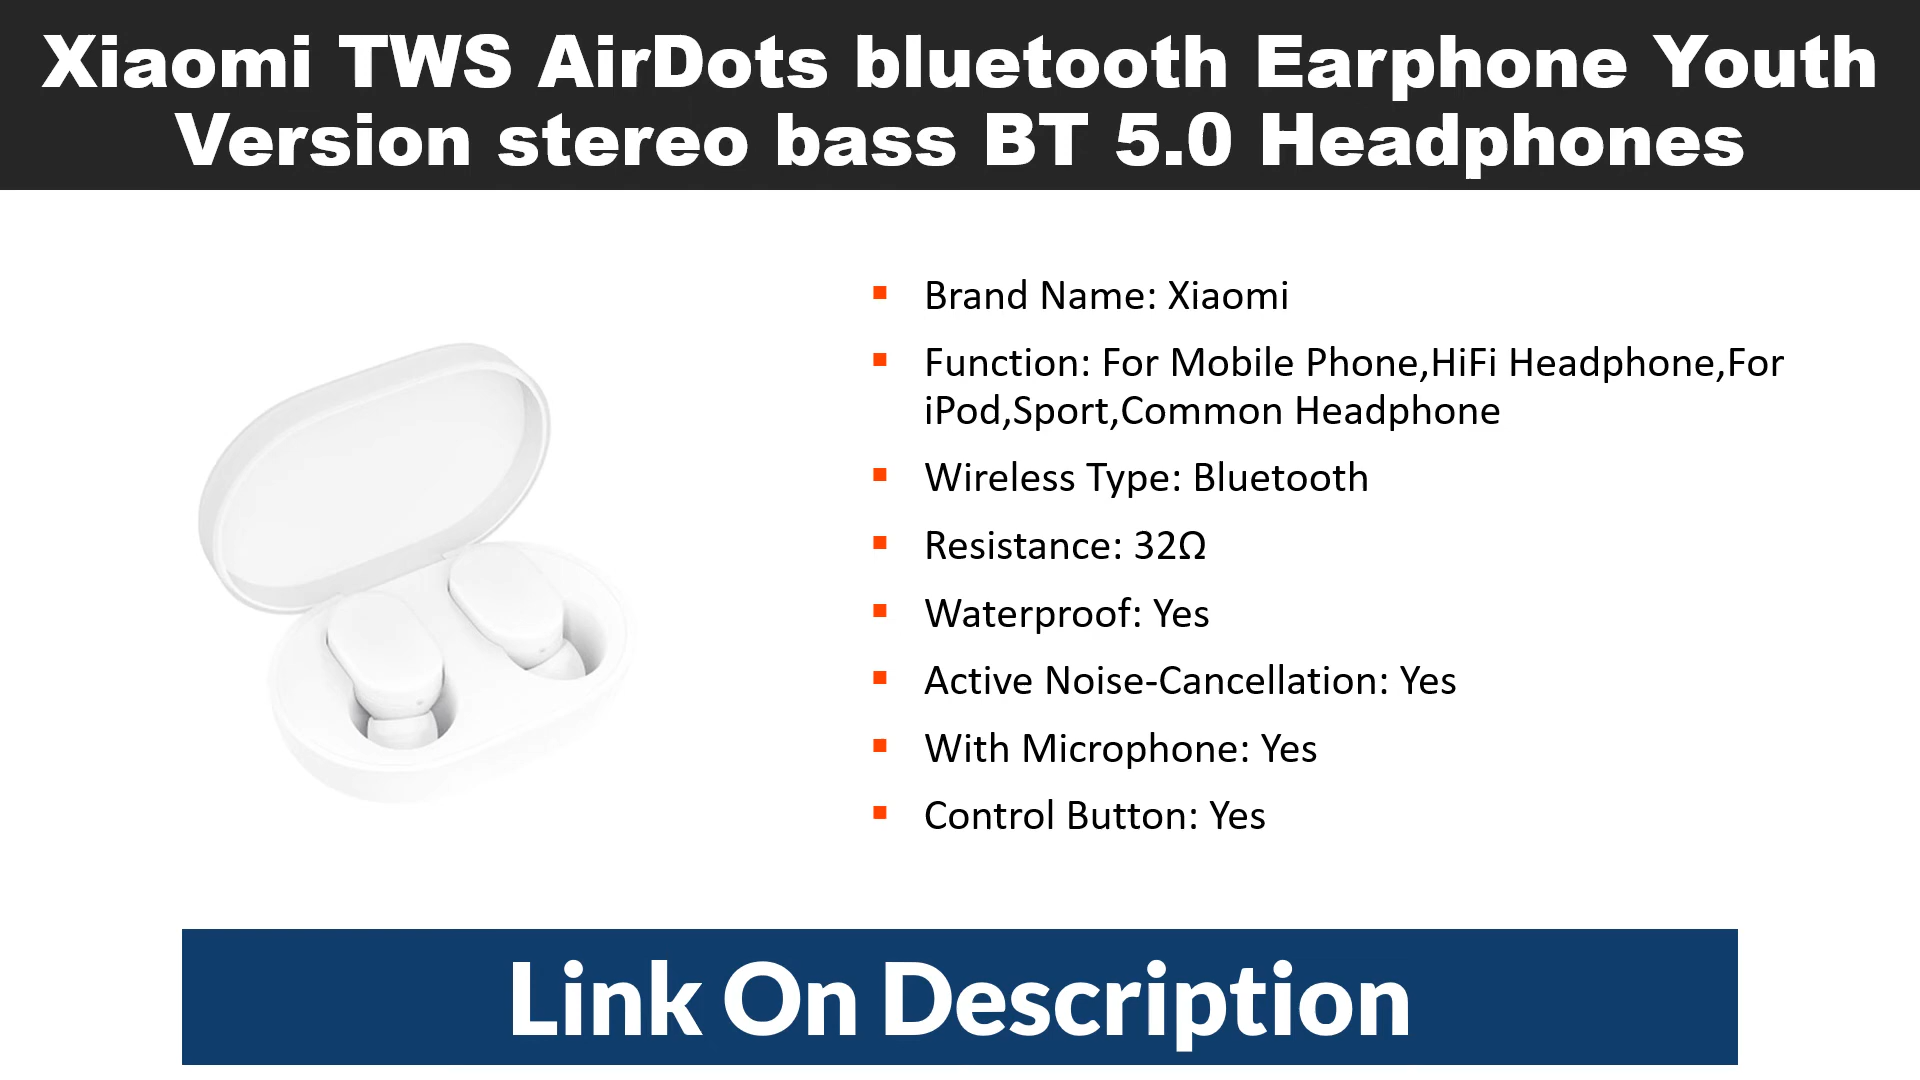 Xiaomi TWS AirDots bluetooth Earphone Youth
Version stereo bass BT 5.0 Headphones
Brand Name: Xiaomi
Function: For Mobile Phone,HiFi Headphone,For
iPod,Sport,Common Headphone
Wireless Type: Bluetooth
Resistance: 32Ω
Waterproof: Yes
Active Noise-Cancellation: Yes
With Microphone: Yes
Control Button: Yes
Link On Description